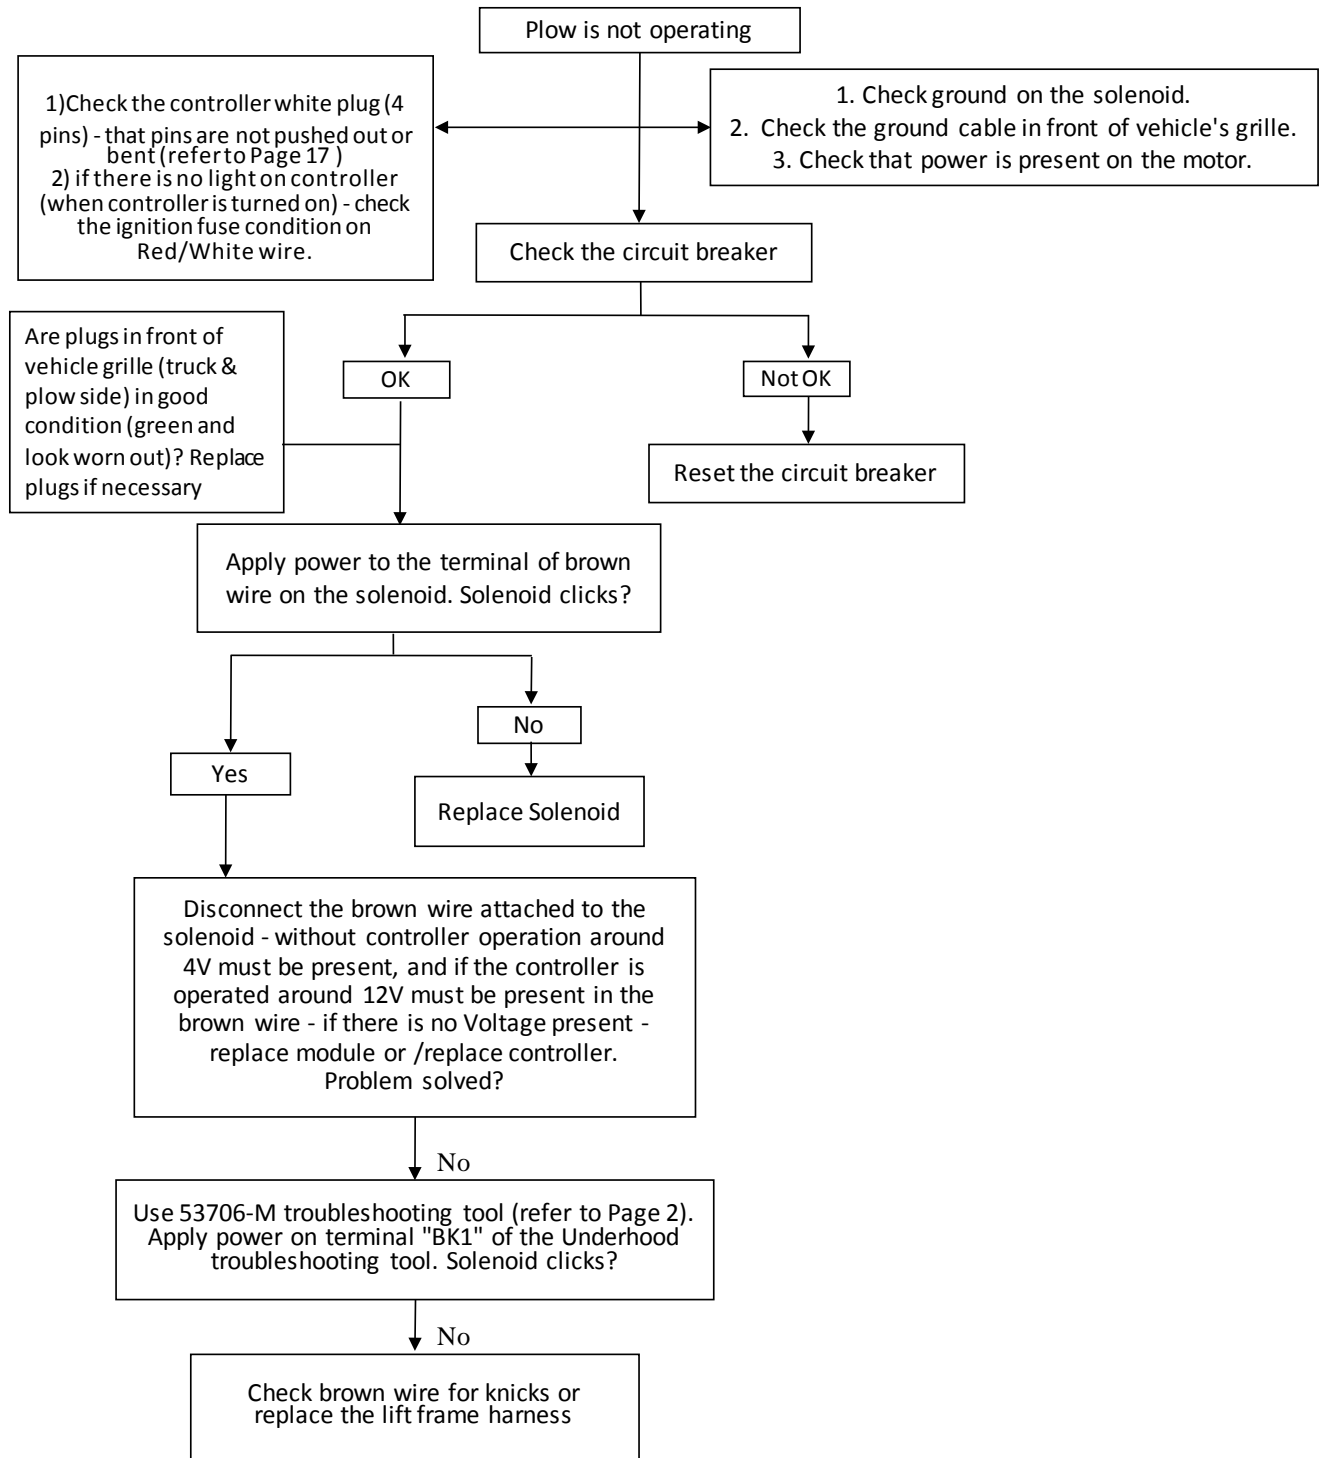 Plow is not operating
1)Check the controller white plug (4
pins) - that pins are not pushed out or
bent (refer to Page 17 )
2) if there is no light on controller
(when controller is turned on) - check
the ignition fuse condition on
Red/White wire.
1. Check ground on the solenoid.
2. Check the ground cable in front of vehicle's grille.
3. Check that power is present on the motor.
Check the circuit breaker
Are plugs in front of
vehicle grille (truck &
plow side) in good
condition (green and
look worn out)? Replace
plugs if necessary
OK
Not OK
Reset the circuit breaker
Apply power to the terminal of brown
wire on the solenoid. Solenoid clicks?
No
Yes
Replace Solenoid
Disconnect the brown wire attached to the
solenoid - without controller operation around
4V must be present, and if the controller is
operated around 12V must be present in the
brown wire - if there is no Voltage present -
replace module or /replace controller.
Problem solved?
No
Use 53706-M troubleshooting tool (refer to Page 2).
Apply power on terminal "BK1" of the Underhood
troubleshooting tool. Solenoid clicks?
No
Check brown wire for knicks or
replace the lift frame harness